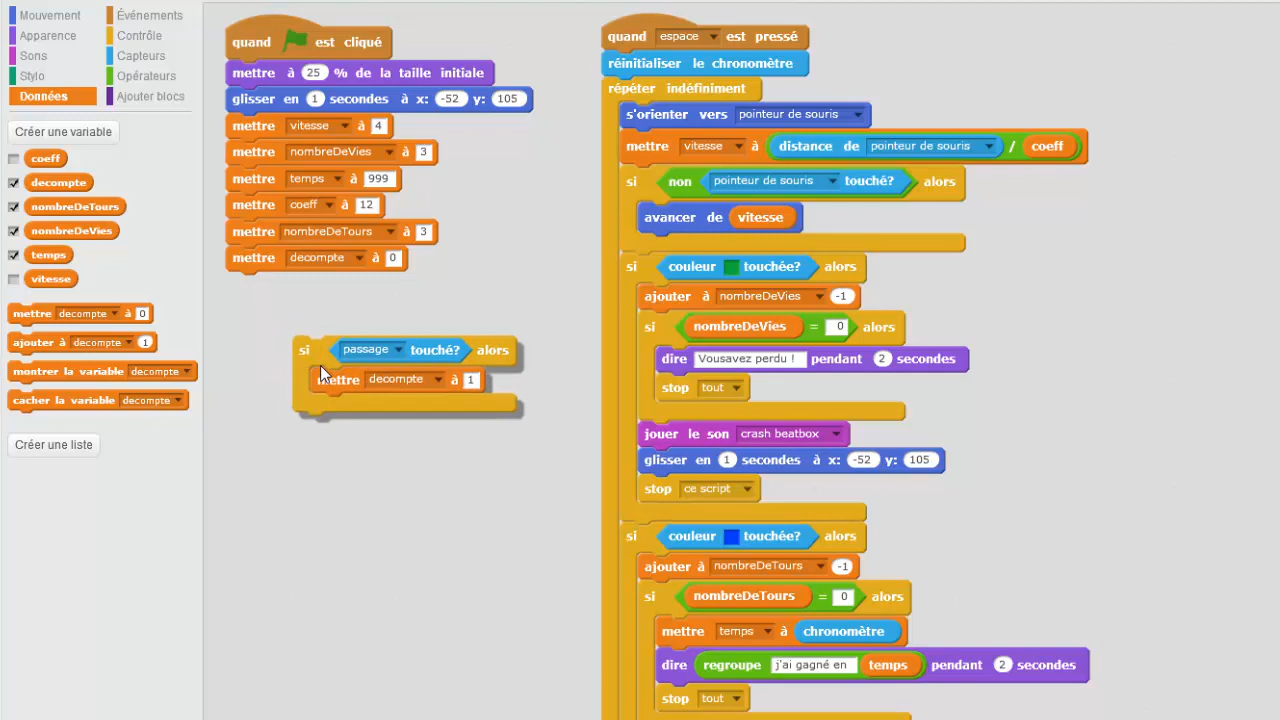 Mouvement
Événements
Apparence
Contrôle
Sons
Capteurs
Stylo
Opérateurs
Données
Ajouter blocs
Créer une variable
coeff
decompte
nombreDeTours
nombreDeVies
temps
vitesse
mettre decompte à 0
ajouter à decompte 1
montrer la variable decompte
cacher la variable decompte
Créer une liste
quand est cliqué
mettre à 25 % de la taille initiale
glisser en 1 secondes à x: -52 y: 105
mettre vitesse à 4
mettre nombreDeVies à 3
mettre temps à 999
mettre coeff à 12
mettre nombreDeTours à 3
mettre decompte à 0
si passage touché? alors
mettre decompte à 1
quand espace est pressé
réinitialiser le chronomètre
répéter indéfiniment
s'orienter vers pointeur de souris
mettre vitesse à distance de pointeur de souris / coeff
si non pointeur de souris touché? alors
avancer de vitesse
si couleur touchée? alors
ajouter à nombreDeVies -1
si nombreDeVies = 0 alors
dire Vousavez perdu ! pendant 2 secondes
stop tout
jouer le son crash beatbox
glisser en 1 secondes à x: -52 y: 105
stop ce script
si couleur touchée? alors
ajouter à nombreDeTours -1
si nombreDeTours = 0 alors
mettre temps à chronomètre
dire regroupe j'ai gagné en temps pendant 2 secondes
stop tout